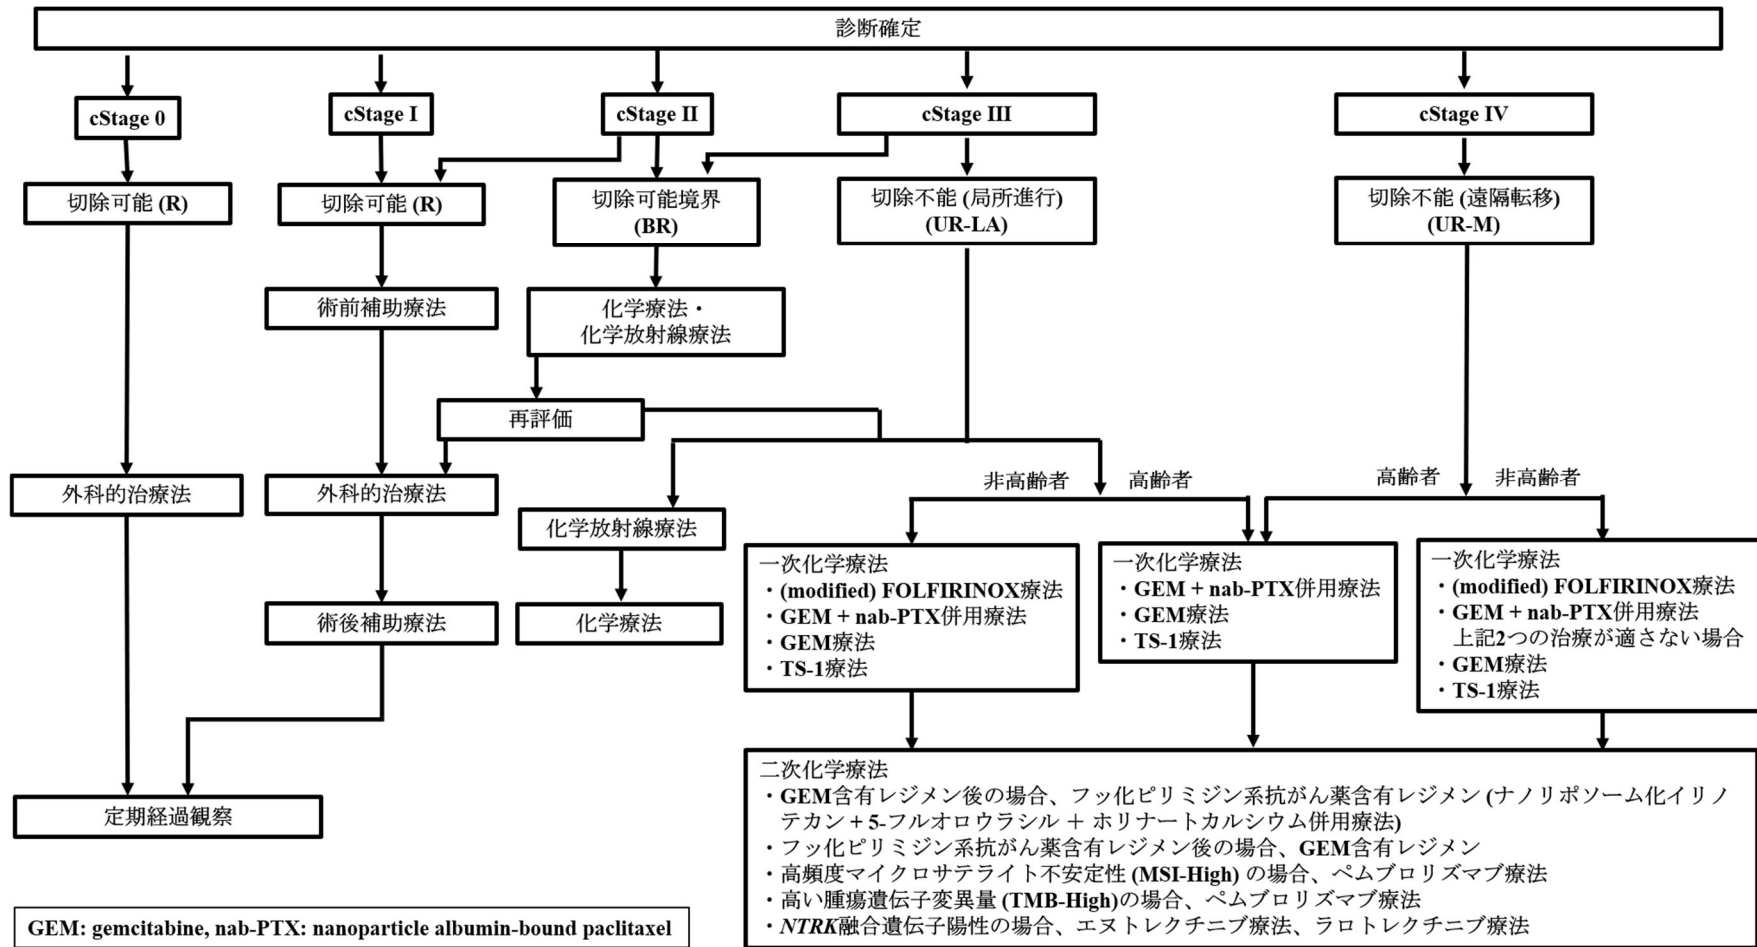 診断確定
cStage 0
cStage I
cStage II
cStage III
cStage IV
切除可能 (R)
切除可能 (R)
切除可能境界
(BR)
切除不能 (局所進行)
(UR-LA)
切除不能 (遠隔転移)
(UR-M)
術前補助療法
化学療法・
化学放射線療法
再評価
外科的治療法
外科的治療法
化学放射線療法
非高齢者
高齢者
高齢者
非高齢者
術後補助療法
化学療法
一次化学療法
・(modified) FOLFIRINOX療法
・GEM + nab-PTX併用療法
・GEM療法
・TS-1療法
一次化学療法
・GEM + nab-PTX併用療法
・GEM療法
・TS-1療法
一次化学療法
・(modified) FOLFIRINOX療法
・GEM + nab-PTX併用療法
上記2つの治療が適さない場合
・GEM療法
・TS-1療法
定期経過観察
二次化学療法
・GEM含有レジメン後の場合、フッ化ピリミジン系抗がん薬含有レジメン (ナノリポソーム化イリノ
テカン + 5-フルオロウラシル ＋ ホリナートカルシウム併用療法)
・フッ化ピリミジン系抗がん薬含有レジメン後の場合、GEM含有レジメン
・高頻度マイクロサテライト不安定性 (MSI-High) の場合、ペムブロリズマブ療法
・高い腫瘍遺伝子変異量 (TMB-High)の場合、ペムブロリズマブ療法
・NTRK融合遺伝子陽性の場合、エヌトレクチニブ療法、ラロトレクチニブ療法
GEM: gemcitabine, nab-PTX: nanoparticle albumin-bound paclitaxel